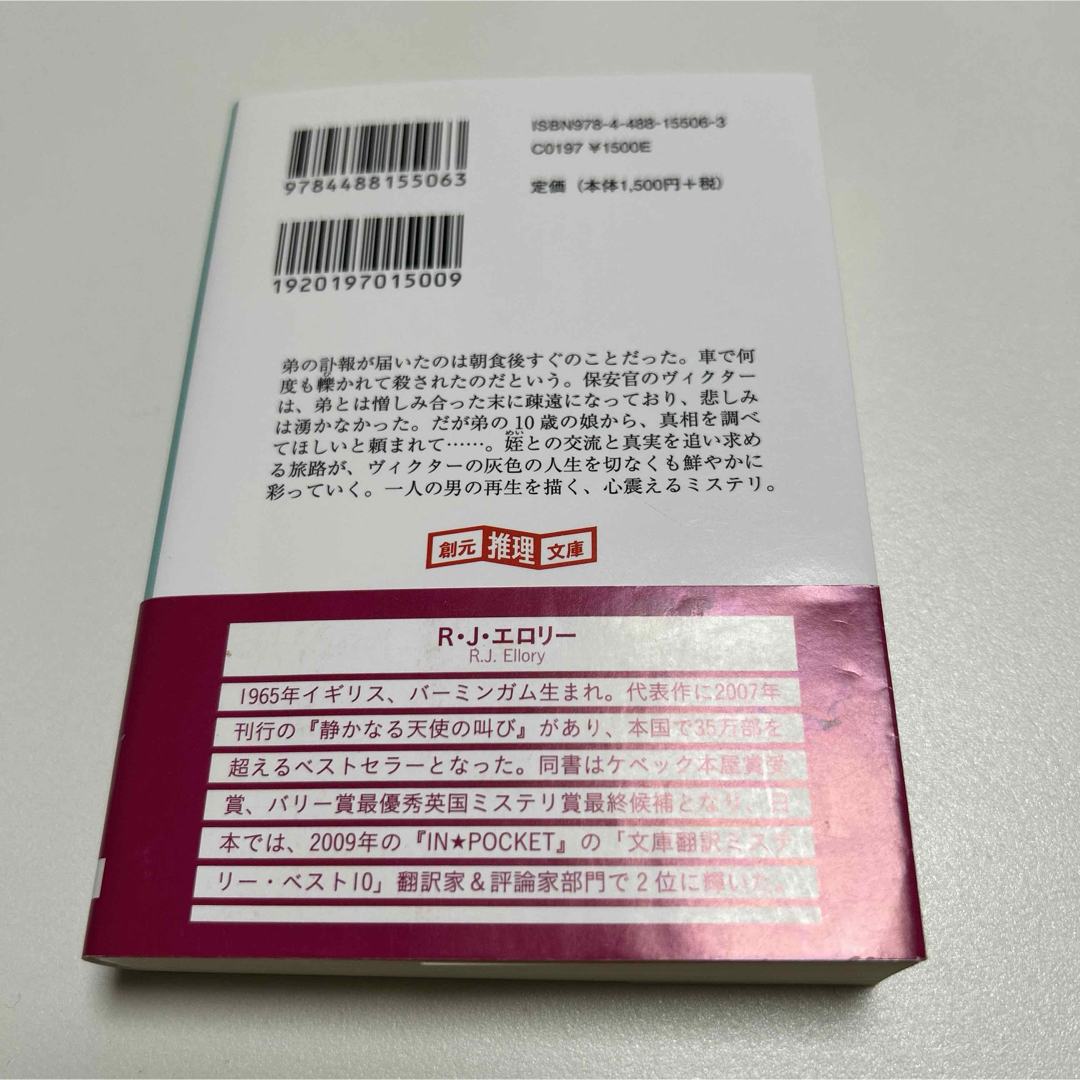 ISBN978-4-488-15506-3
C0197 ¥1500E
定価（本体1,500円＋税）
9784488155063
1920197015009
弟の訃報が届いたのは朝食後すぐのことだった。車で何
度も轢かれて殺されたのだという。保安官のヴィクター
は、弟とは憎しみ合った末に疎遠になっており、悲しみ
は湧かなかった。だが弟の10歳の娘から、真相を調べ
てほしいと頼まれて……。姪との交流と真実を追い求め
る旅路が、ヴィクターの灰色の人生を切なくも鮮やかに
彩っていく。一人の男の再生を描く、心震えるミステリ。
創元推理文庫
R・J・エロリー
R.J. Ellory
1965年イギリス、バーミンガム生まれ。代表作に2007年
刊行の『静かなる天使の叫び』があり、本国で35万部を
超えるベストセラーとなった。同書はケベック本屋賞受
賞、バリー賞最優秀英国ミステリ賞最終候補となり、日
本では、2009年の『IN★POCKET』の「文庫翻訳ミステ
リー・ベスト10」翻訳家＆評論家部門で2位に輝いた。